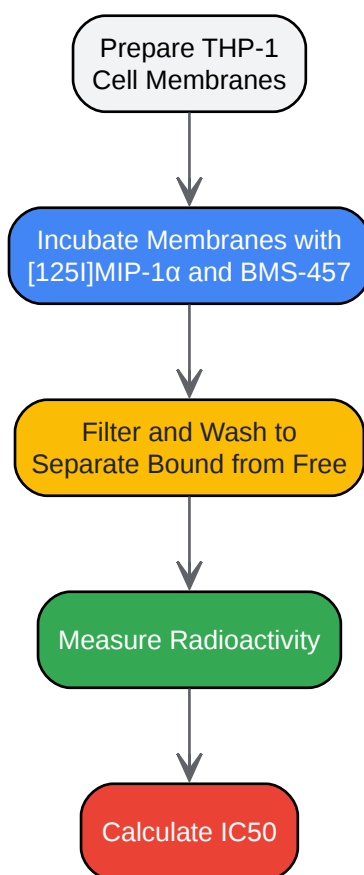 Prepare THP-1
Cell Membranes
Incubate Membranes with
[125I]MIP-1α and BMS-457
Filter and Wash to
Separate Bound from Free
Measure Radioactivity
Calculate IC50